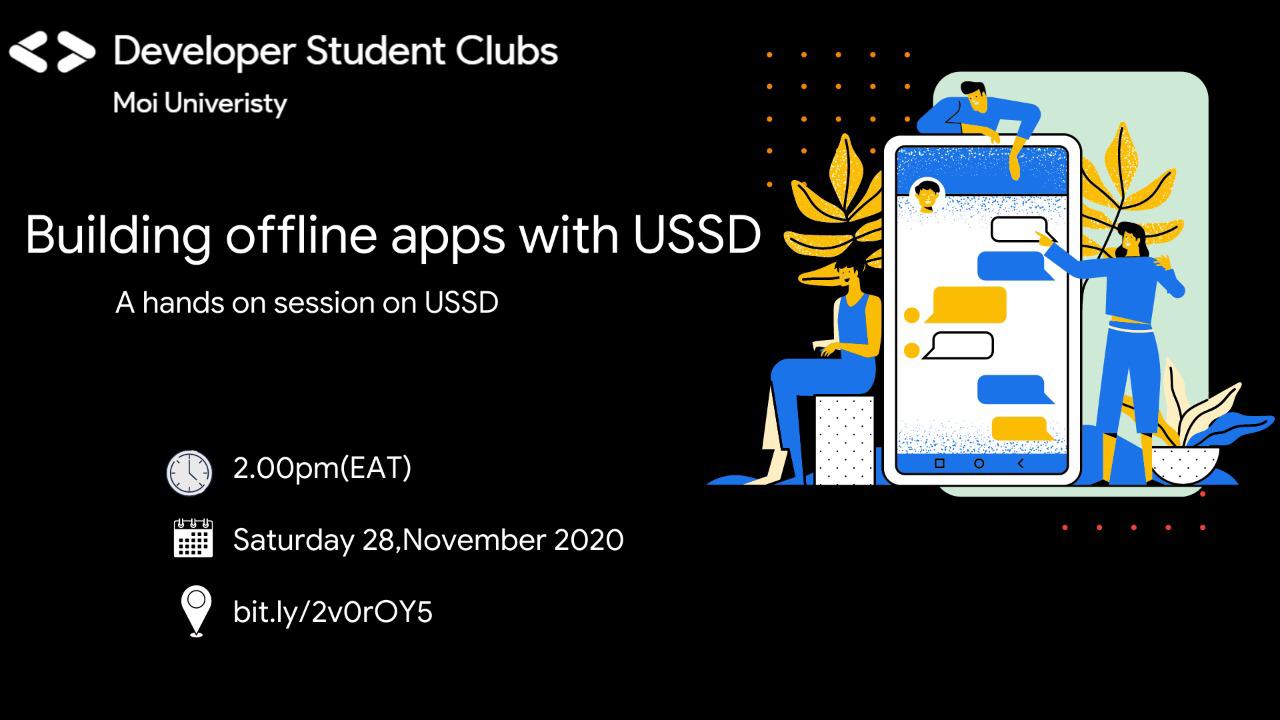 Developer Student Clubs
Moi Univeristy
Building offline apps with USSD
A hands on session on USSD
2.00pm(EAT)
Saturday 28,November 2020
bit.ly/2v0rOY5